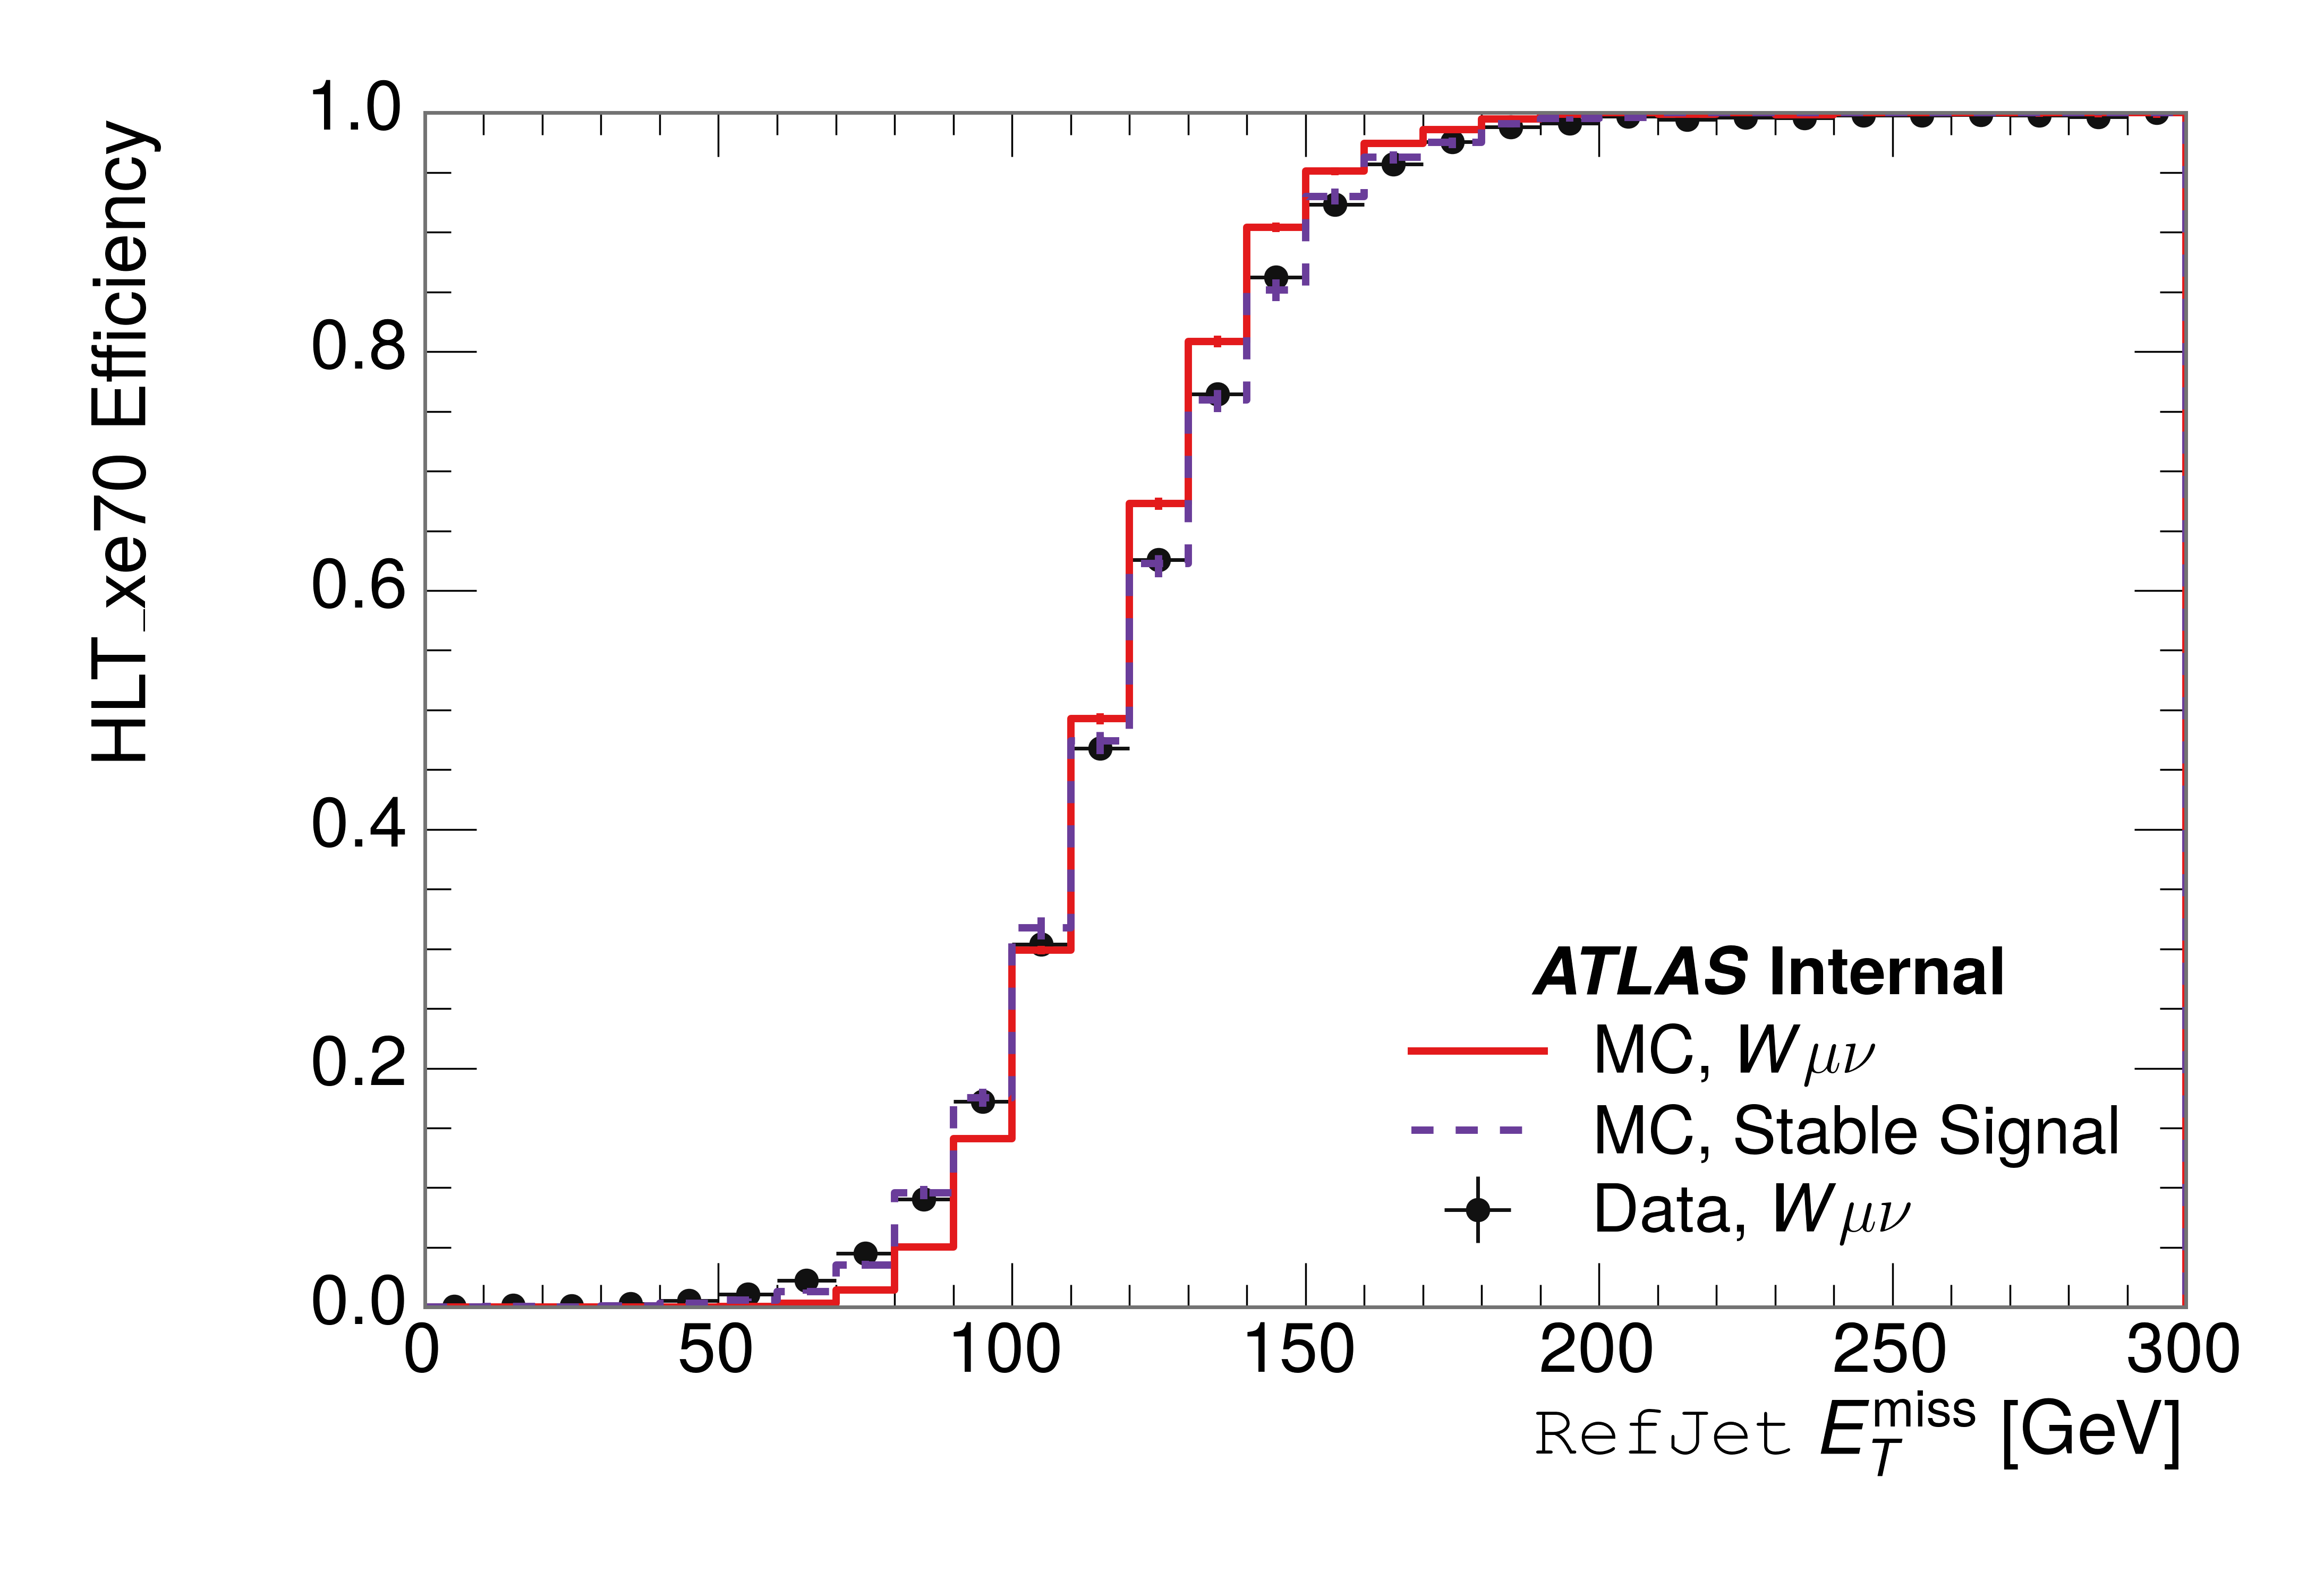 HLT_xe70 Efficiency
1.0
0.8
0.6
0.4
0.2
0.0
ATLAS Internal
MC, Wμν
MC, Stable Signal
Data, Wμν
0 50 100 150 200 250 300
RefJet E_T^miss [GeV]